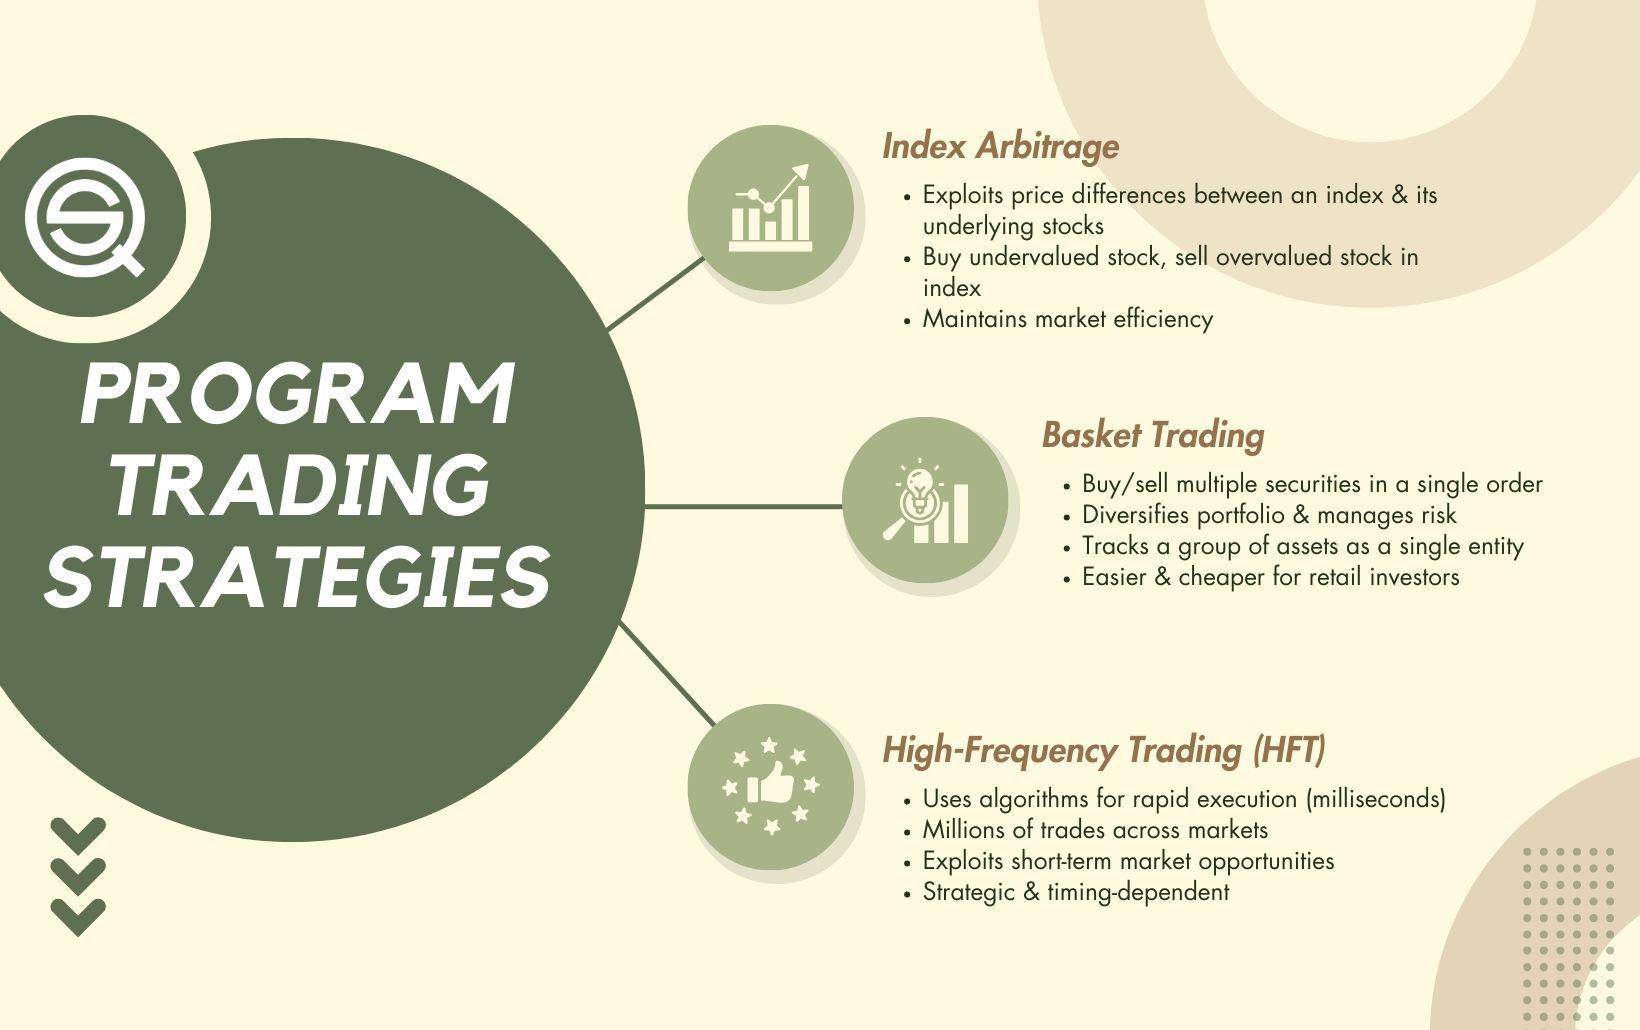 PROGRAM
TRADING
STRATEGIES
Index Arbitrage
• Exploits price differences between an index & its
underlying stocks
• Buy undervalued stock, sell overvalued stock in
index
• Maintains market efficiency
Basket Trading
• Buy/sell multiple securities in a single order
• Diversifies portfolio & manages risk
• Tracks a group of assets as a single entity
• Easier & cheaper for retail investors
High-Frequency Trading (HFT)
• Uses algorithms for rapid execution (milliseconds)
• Millions of trades across markets
• Exploits short-term market opportunities
• Strategic & timing-dependent